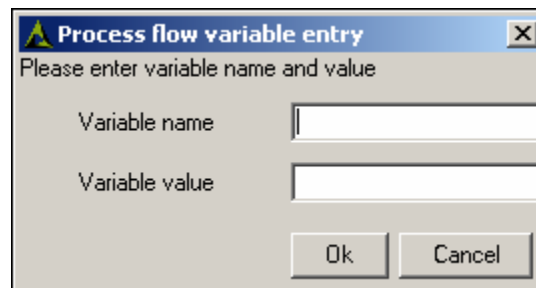 Process flow variable entry
Please enter variable name and value
Variable name
Variable value
Ok Cancel